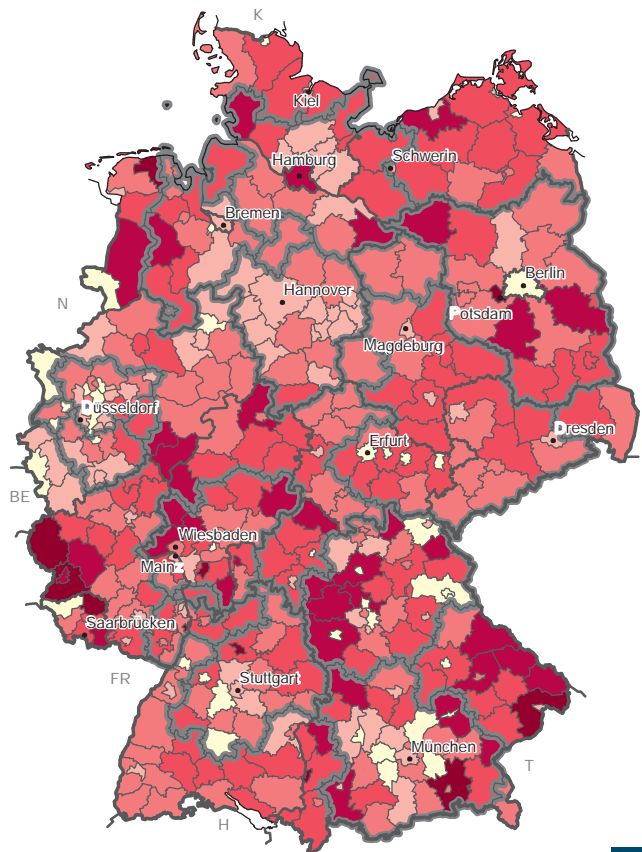 K
Kiel
Hamburg
Schwerin
Bremen
Berlin
Hannover
N
Potsdam
Magdeburg
Düsseldorf
Dresden
Erfurt
BE
Wiesbaden
Mainz
Saarbrücken
FR
Stuttgart
München
T
H